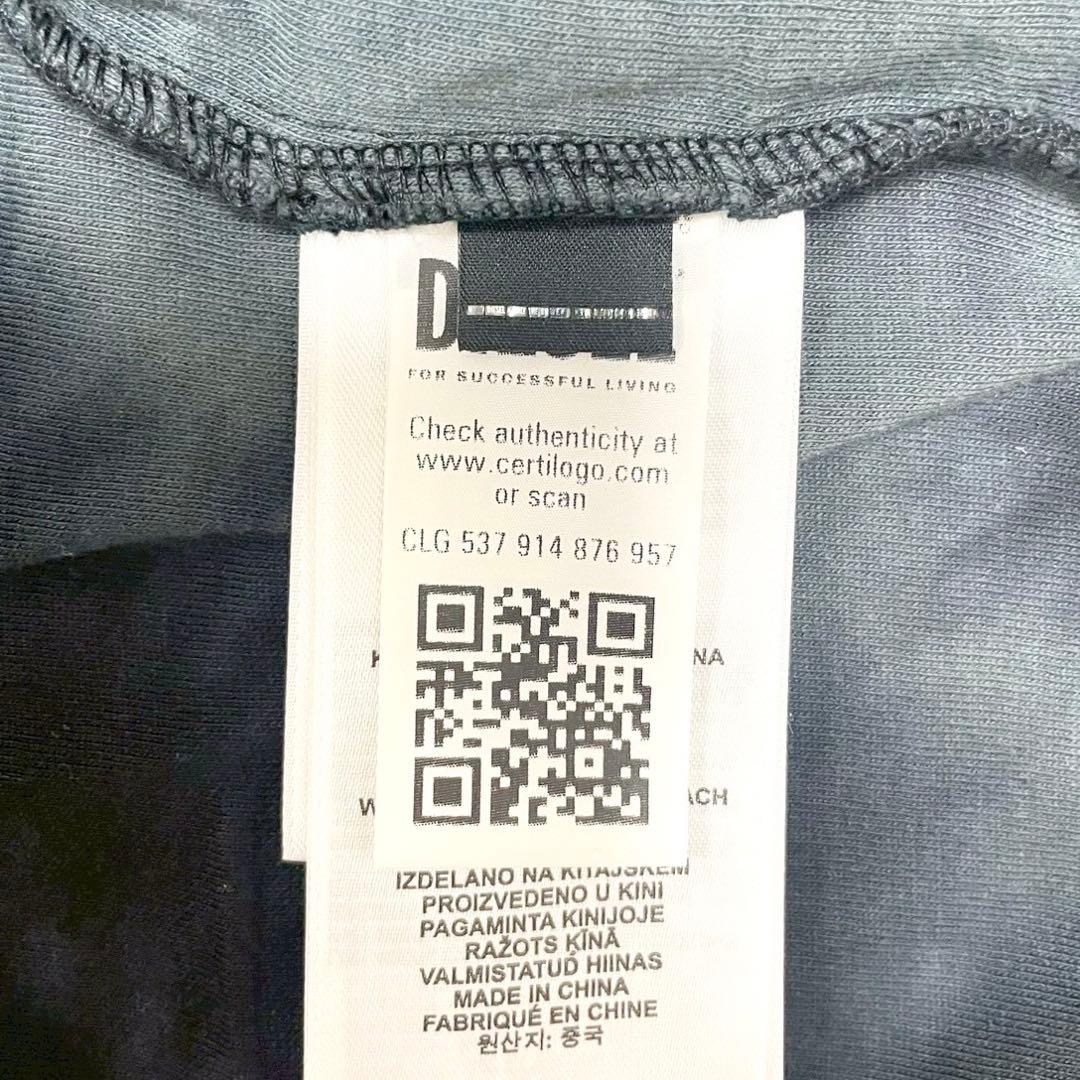 FOR SUCCESSFUL LIVING
Check authenticity at
www.certilogo.com
or scan
CLG 537 914 876 957
IZDELANO NA KITAJSKEM
PROIZVEDENO U KINI
PAGAMINTA KINIJOJE
RAŽOTS ĶĪNĀ
VALMISTATUD HIINAS
MADE IN CHINA
FABRIQUÉ EN CHINE
원산지: 중국